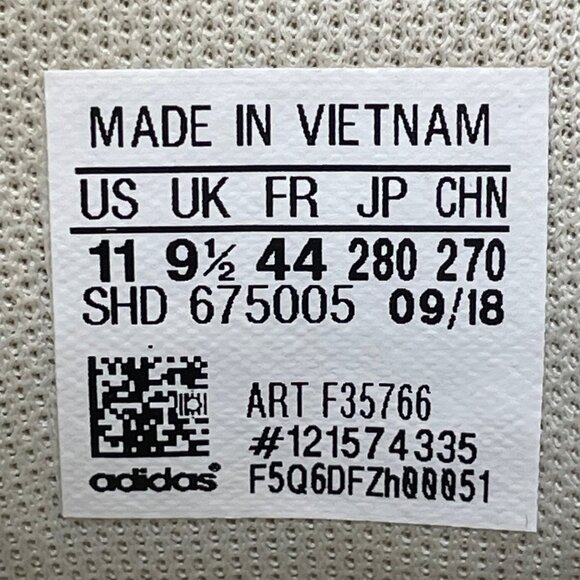 MADE IN VIETNAM
US UK FR JP CHN
11 9½ 44 280 270
SHD 675005 09/18
ART F35766
#121574335
adidas® F5Q6DFZh00051